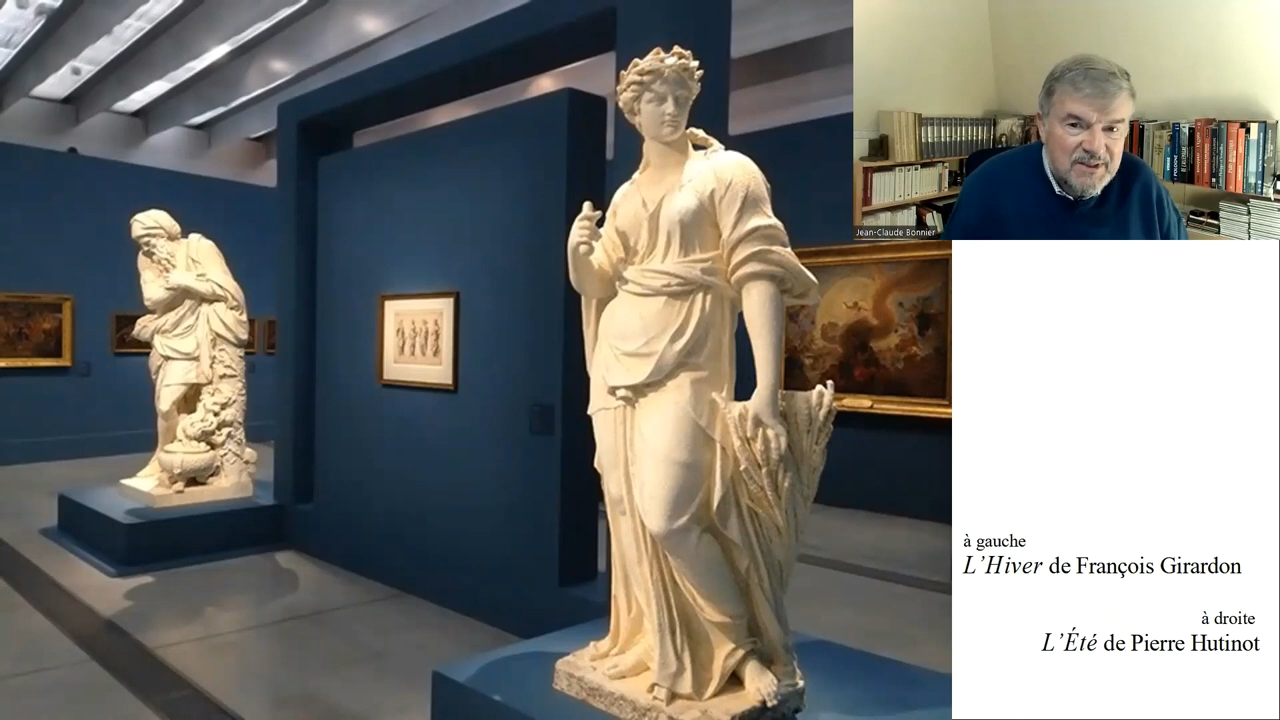 Jean-Claude Bonnier
à gauche
L’Hiver de François Girardon
à droite
L’Été de Pierre Hutinot